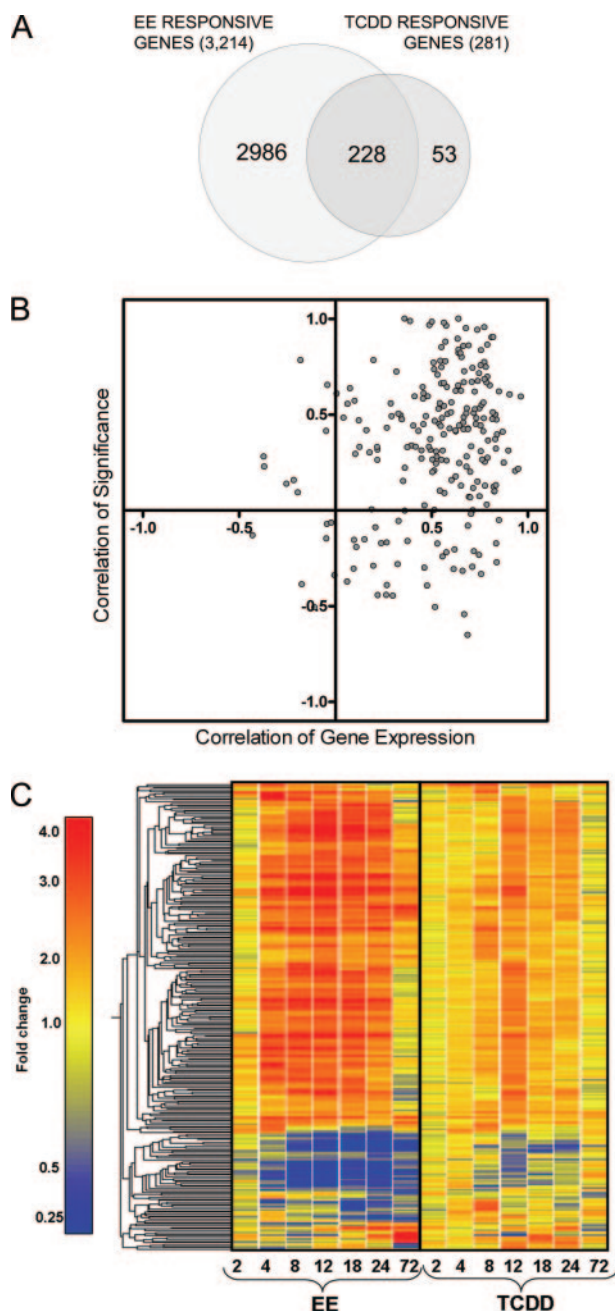 A
EE RESPONSIVE
GENES (3,214)
TCDD RESPONSIVE
GENES (281)
2986
228
53
B
Correlation of Significance
1.0
0.5
-1.0
-0.5
0.5
1.0
-0.5
-1.0
Correlation of Gene Expression
C
Fold change
4.0
3.0
2.0
1.0
0.5
0.25
2 4 8 12 18 24 72 2 4 8 12 18 24 72
EE
TCDD